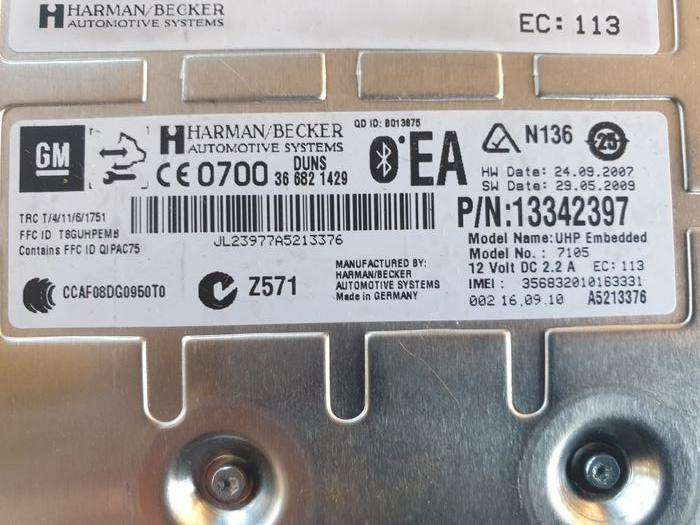 HARMAN/BECKER
AUTOMOTIVE SYSTEMS
EC: 113
GM
HARMAN/BECKER
AUTOMOTIVE SYSTEMS
QD ID: B013675
CE 0700
DUNS
36 682 1429
EA
N136
25
HW Date: 24.09.2007
SW Date: 29.05.2009
P/N:13342397
TRC T/4/11/6/1751
FFC ID T8GUHPEMB
Contains FFC ID QIPAC75
JL23977A5213376
Model Name:UHP Embedded
Model No.: 7105
12 Volt DC 2.2 A EC: 113
IMEI : 356832010163331
002 16.09.10 A5213376
CCAF08DG0950T0
Z571
MANUFACTURED BY:
HARMAN/BECKER
AUTOMOTIVE SYSTEMS
Made in GERMANY